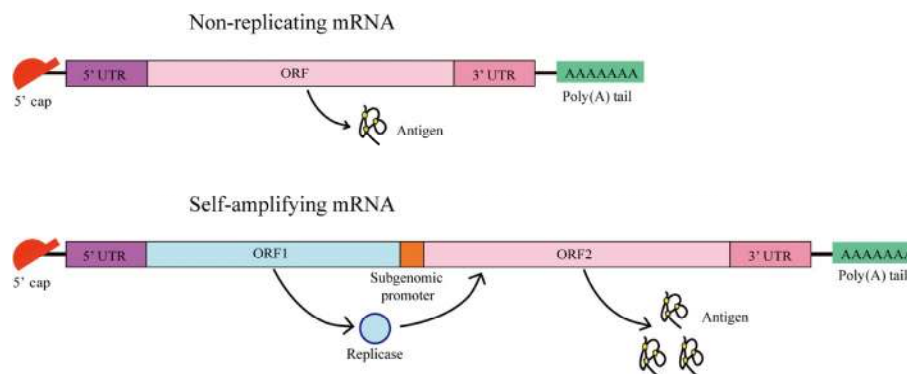 Non-replicating mRNA
5' UTR
ORF
3' UTR
AAAAAAA
5' cap
Poly(A) tail
Antigen
Self-amplifying mRNA
5' UTR
ORF1
ORF2
3' UTR
AAAAAAA
5' cap
Subgenomic
promoter
Poly(A) tail
Antigen
Replicase